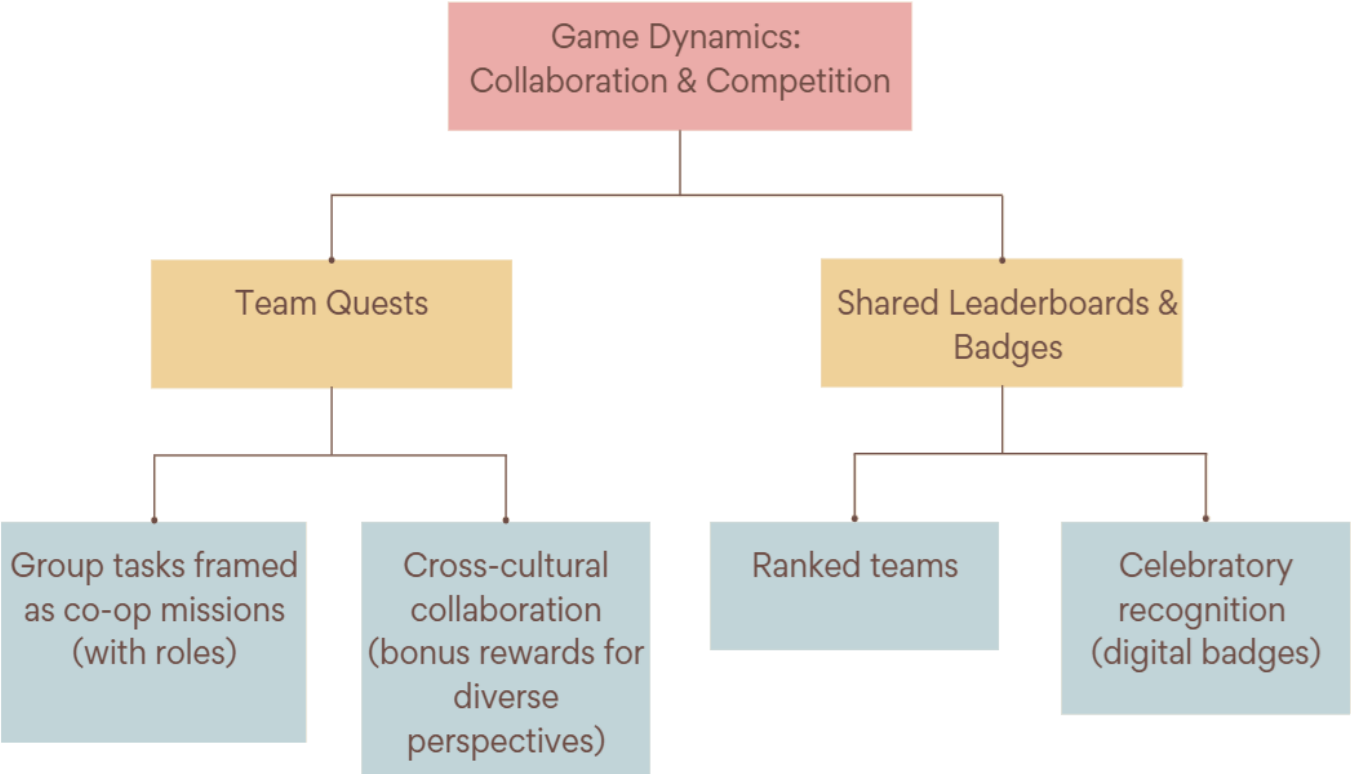 Game Dynamics:
Collaboration & Competition
Team Quests
Shared Leaderboards &
Badges
Group tasks framed
as co-op missions
(with roles)
Cross-cultural
collaboration
(bonus rewards for
diverse
perspectives)
Ranked teams
Celebratory
recognition
(digital badges)